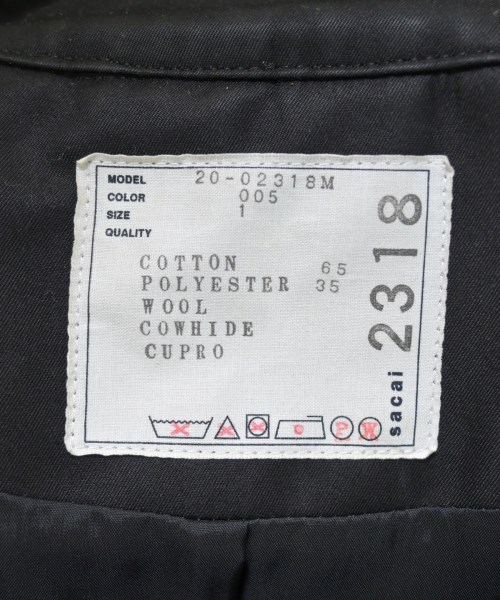 MODEL 20-02318M
COLOR 005
SIZE 1
QUALITY
COTTON 65
POLYESTER 35
WOOL
COWHIDE
CUPRO
P W
sacai 2318